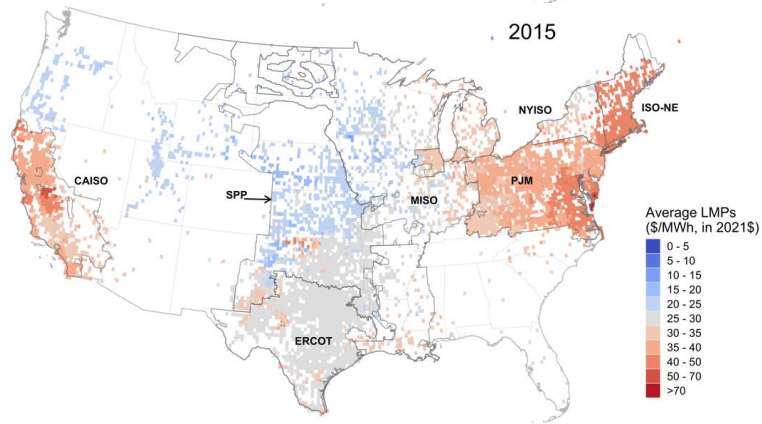 2015
NYISO
ISO-NE
CAISO
PJM
SPP
MISO
ERCOT
Average LMPs
($/MWh, in 2021$)
0 - 5
5 - 10
10 - 15
15 - 20
20 - 25
25 - 30
30 - 35
35 - 40
40 - 50
50 - 70
>70